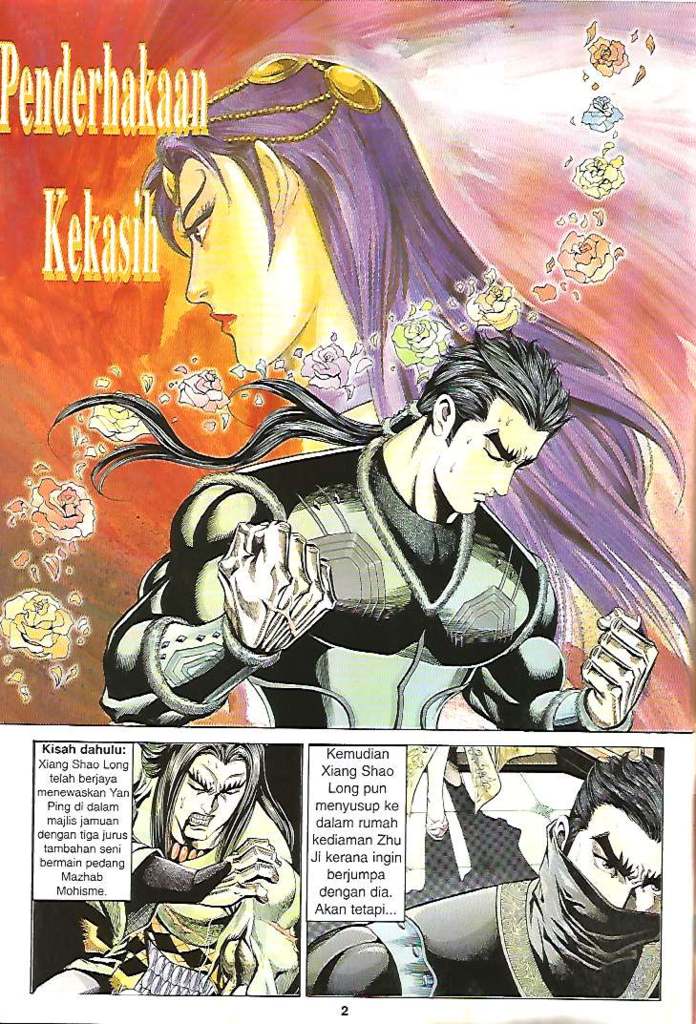 Penderhakaan
Kekasih
Kisah dahulu:
Xiang Shao Long
telah berjaya
menewaskan Yan
Ping di dalam
majlis jamuan
dengan tiga jurus
tambahan seni
bermain pedang
Mazhab
Mohisme.
Kemudian
Xiang Shao
Long pun
menyusup ke
dalam rumah
kediaman Zhu
Ji kerana ingin
berjumpa
dengan dia.
Akan tetapi...
2